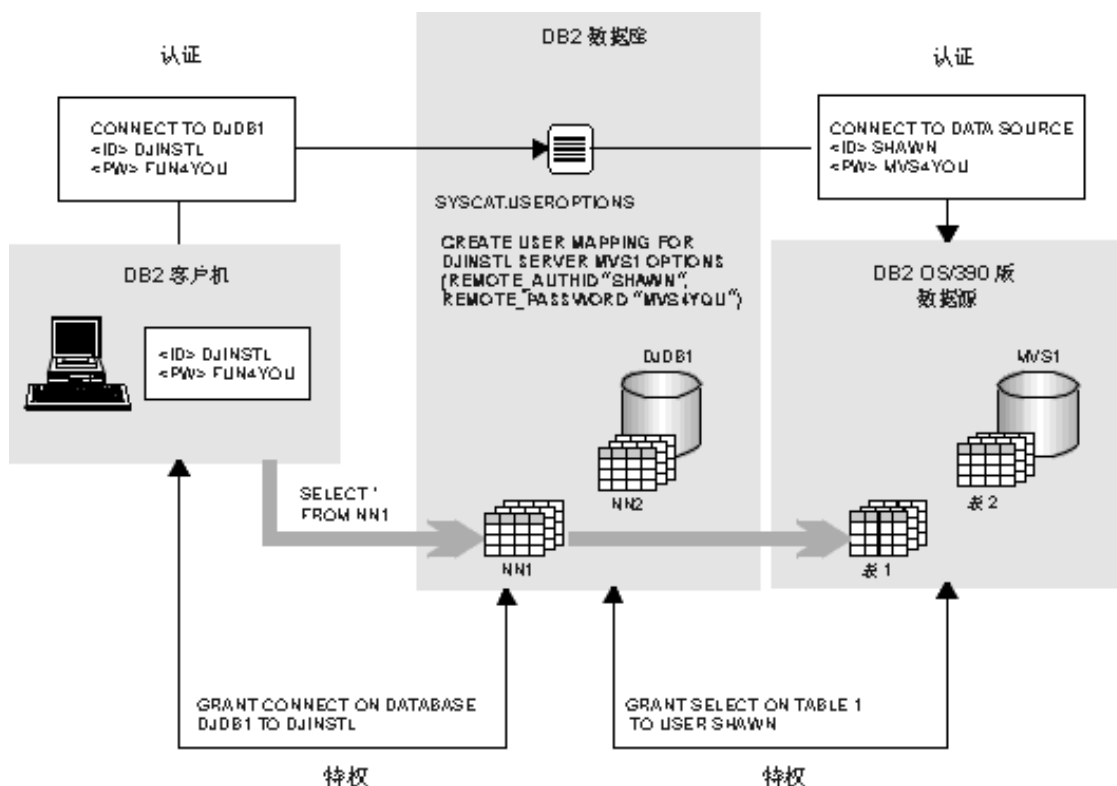 DB2 数据库
认证
认证
CONNECT TO DJDB1
<ID> DJINSTL
<PW> FUN4YOU
CONNECT TO DATA SOURCE
<ID> SHAWN
<PW> MVS4YOU
SYSCAT.USEROPTIONS
CREATE USER MAPPING FOR
DJINSTL SERVER MVS1 OPTIONS
(REMOTE_AUTHID "SHAWN",
REMOTE_PASSWORD "MVS4YOU")
DB2 客户机
<ID> DJINSTL
<PW> FUN4YOU
DB2 OS/390 版
数据源
DJDB1
MVS1
SELECT *
FROM NN1
NN2
表 2
NN1
表 1
GRANT CONNECT ON DATABASE
DJDB1 TO DJINSTL
GRANT SELECT ON TABLE 1
TO USER SHAWN
特权
特权